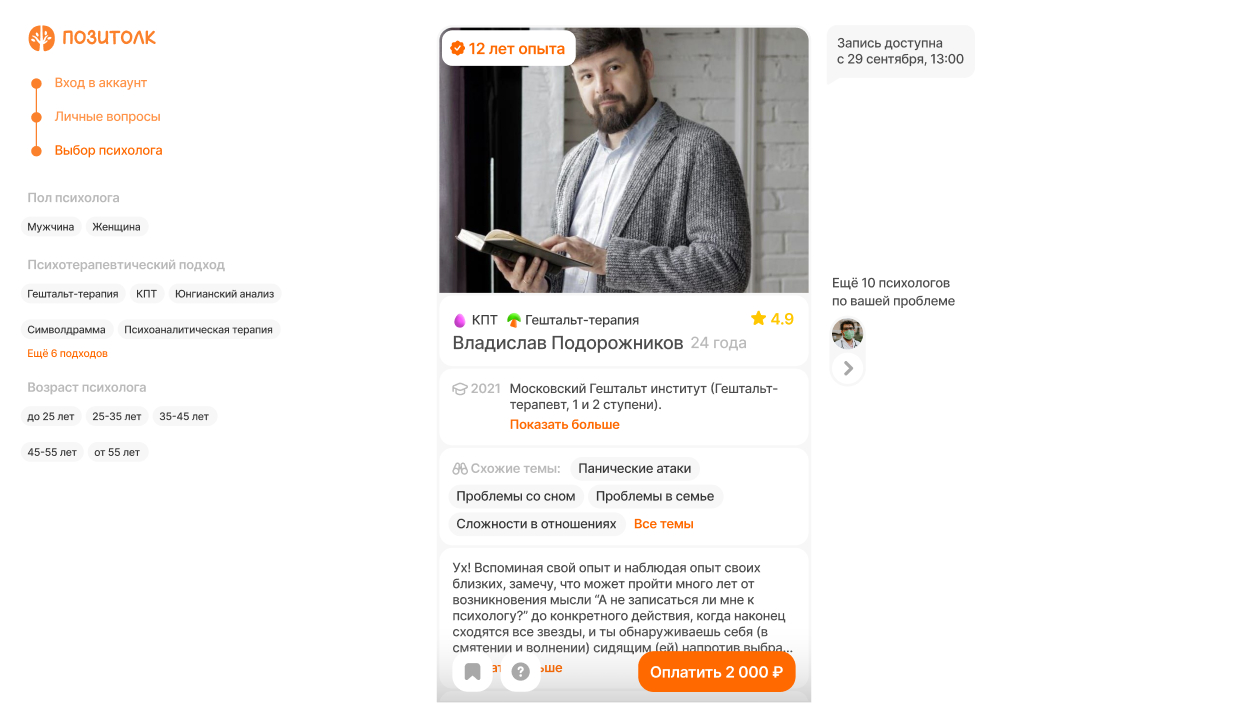 ПОЗИТОЛК
Вход в аккаунт
Личные вопросы
Выбор психолога
Пол психолога
Мужчина Женщина
Психотерапевтический подход
Гештальт-терапия КПТ Юнгианский анализ
Символдрамма Психоаналитическая терапия
Ещё 6 подходов
Возраст психолога
до 25 лет 25-35 лет 35-45 лет
45-55 лет от 55 лет
12 лет опыта
КПТ Гештальт-терапия 4.9
Владислав Подорожников 24 года
2021 Московский Гештальт институт (Гештальт-
терапевт, 1 и 2 ступени).
Показать больше
Схожие темы: Панические атаки
Проблемы со сном Проблемы в семье
Сложности в отношениях Все темы
Ух! Вспоминая свой опыт и наблюдая опыт своих
близких, замечу, что может пройти много лет от
возникновения мысли “А не записаться ли мне к
психологу?” до конкретного действия, когда наконец
сходятся все звезды, и ты обнаруживаешь себя (в
смятении и волнении) сидящим (ей) напротив выбра...
Оплатить 2 000 ₽
Запись доступна
с 29 сентября, 13:00
Ещё 10 психологов
по вашей проблеме